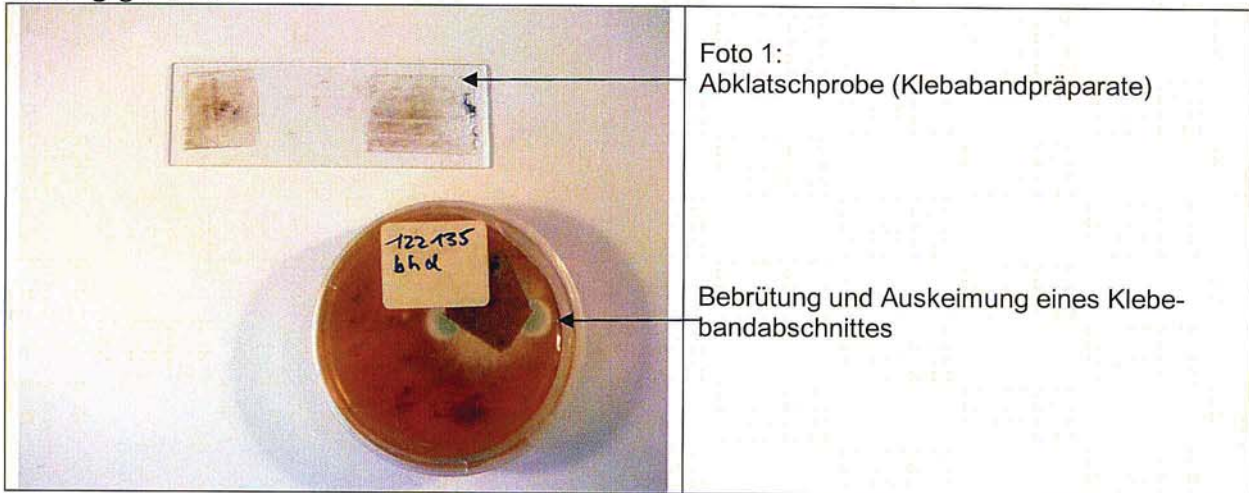 Foto 1:
Abklatschprobe (Klebabandpräparate)
122135
bhd
Bebrütung und Auskeimung eines Klebe-
bandabschnittes